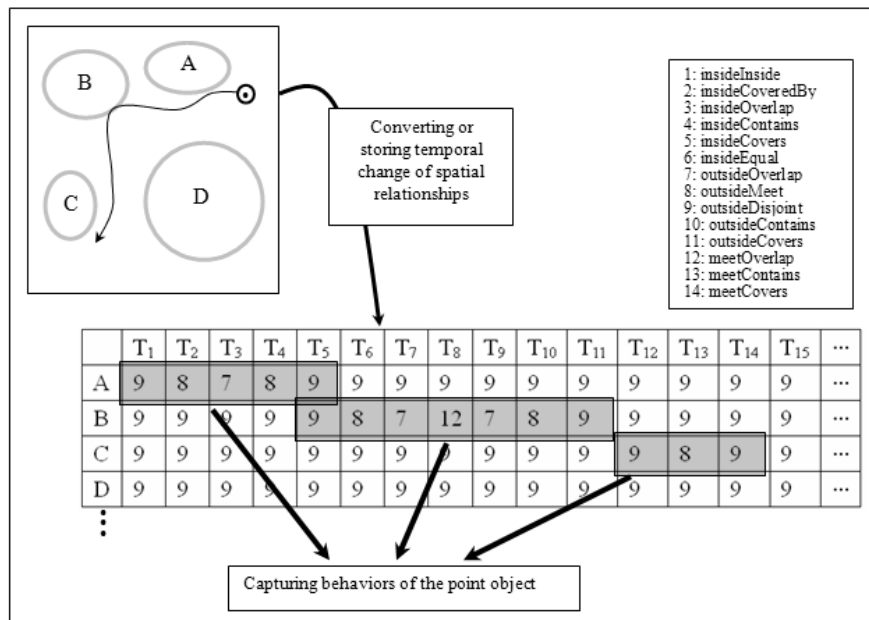 B
A
C
D
Converting or
storing temporal
change of spatial
relationships
1: insideInside
2: insideCoveredBy
3: insideOverlap
4: insideContains
5: insideCovers
6: insideEqual
7: outsideOverlap
8: outsideMeet
9: outsideDisjoint
10: outsideContains
11: outsideCovers
12: meetOverlap
13: meetContains
14: meetCovers
T1 T2 T3 T4 T5 T6 T7 T8 T9 T10 T11 T12 T13 T14 T15 ...
A 9 8 7 8 9 9 9 9 9 9 9 9 9 9 9 ...
B 9 9 9 9 9 8 7 12 7 8 9 9 9 9 9 ...
C 9 9 9 9 9 9 9 9 9 9 9 9 8 9 9 ...
D 9 9 9 9 9 9 9 9 9 9 9 9 9 9 9 ...
Capturing behaviors of the point object